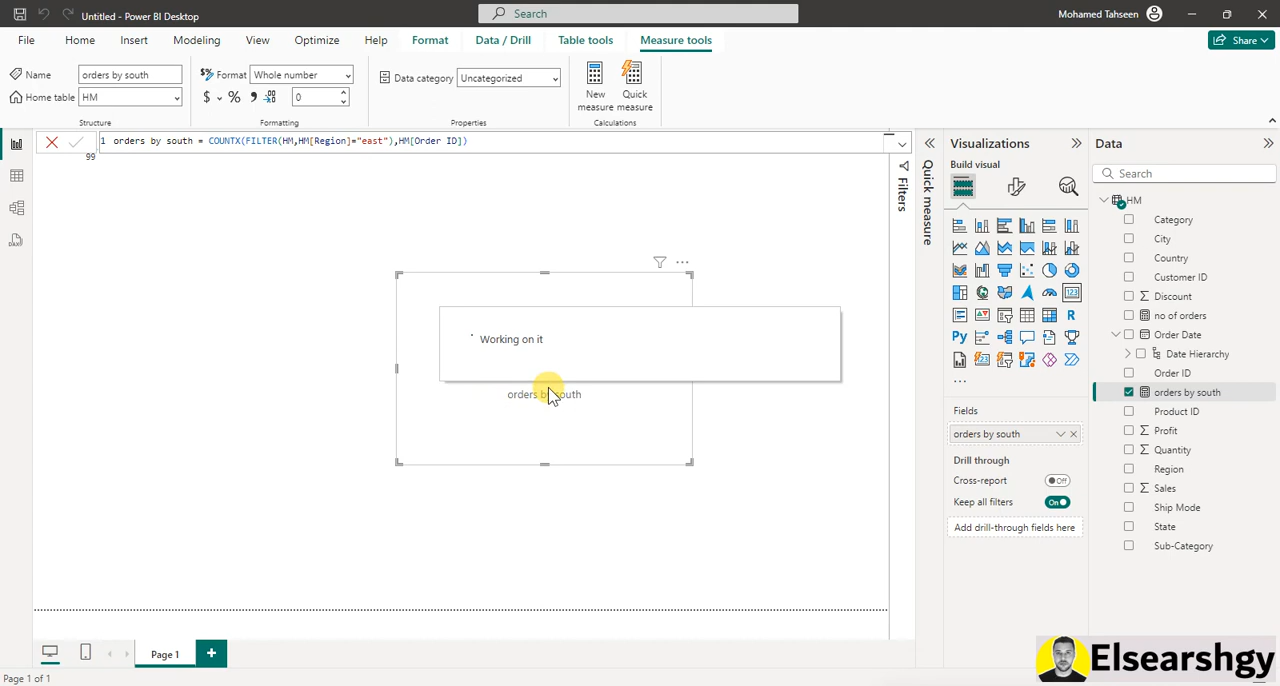 Untitled - Power BI Desktop
Search
Mohamed Tahseen
File Home Insert Modeling View Optimize Help Format Data / Drill Table tools Measure tools
Share
Name orders by south
Home table HM
Structure
Format Whole number
$ % 9 0
Formatting
Data category Uncategorized
Properties
New measure
Quick measure
Calculations
1 orders by south = COUNTX(FILTER(HM,HM[Region]="east"),HM[Order ID])
99
Working on it
orders by south
Filters
Quick measure
Visualizations
Build visual
123
R
Py
Fields
orders by south
Drill through
Cross-report
Off
Keep all filters
On
Add drill-through fields here
Data
Search
HM
Category
City
Country
Customer ID
Discount
no of orders
Order Date
Date Hierarchy
Order ID
orders by south
Product ID
Profit
Quantity
Region
Sales
Ship Mode
State
Sub-Category
Page 1
Page 1 of 1
Elsearshgy